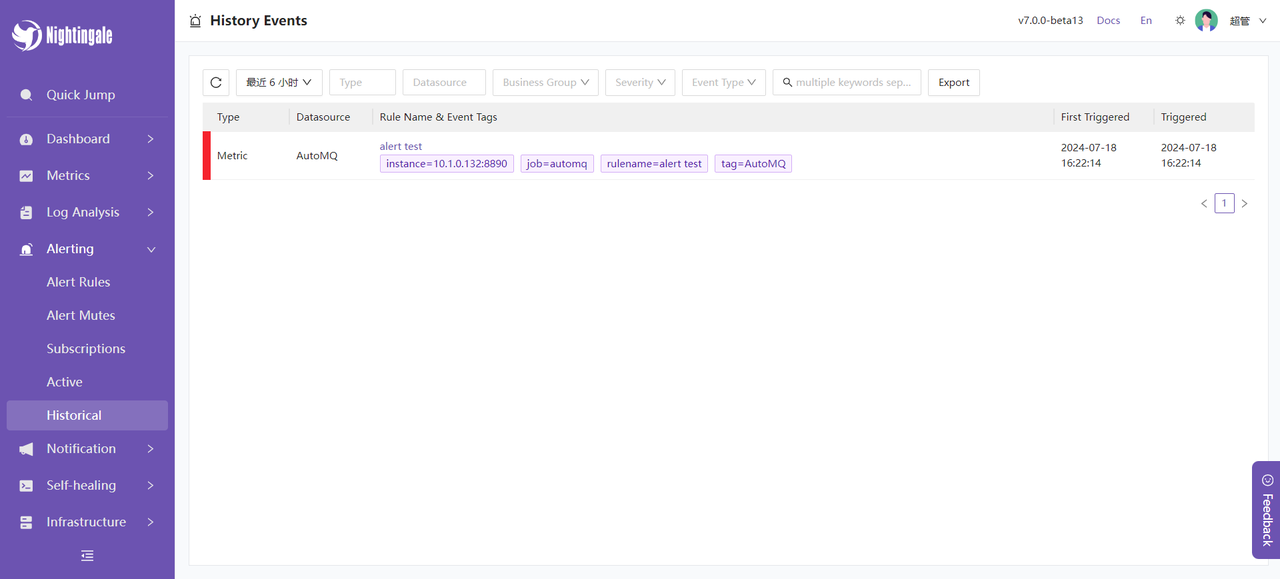 Nightingale
Quick Jump
Dashboard
Metrics
Log Analysis
Alerting
Alert Rules
Alert Mutes
Subscriptions
Active
Historical
Notification
Self-healing
Infrastructure
History Events
v7.0.0-beta13 Docs En 超管
最近 6 小时 Type Datasource Business Group Severity Event Type multiple keywords sep... Export
Type Datasource Rule Name & Event Tags First Triggered Triggered
Metric AutoMQ alert test 2024-07-18 16:22:14 2024-07-18 16:22:14
instance=10.1.0.132:8890 job=automq rulename=alert test tag=AutoMQ
1
Feedback